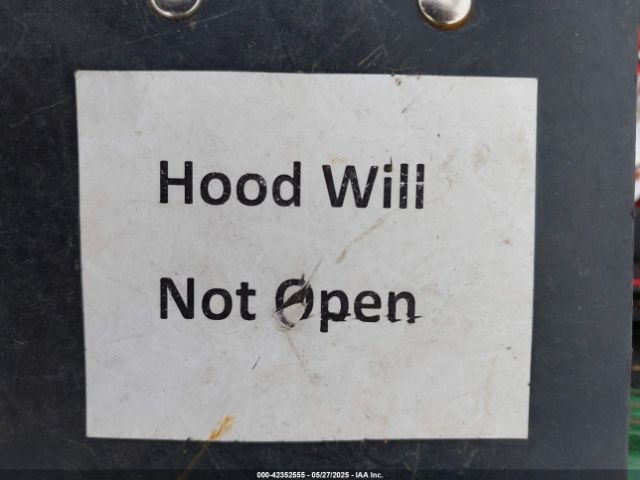 Hood Will
Not Open
000-42352555 - 05/27/2025 - IAA Inc.